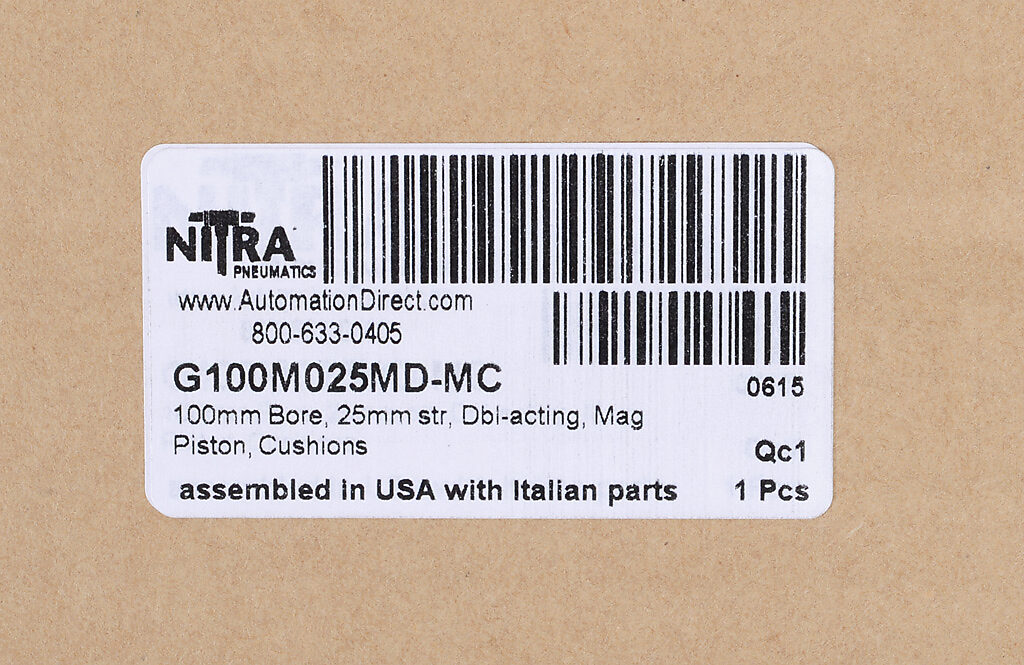 NITRA
PNEUMATICS
www.AutomationDirect.com
800-633-0405
G100M025MD-MC
0615
100mm Bore, 25mm str, Dbl-acting, Mag
Piston, Cushions
Qc1
assembled in USA with Italian parts
1 Pcs